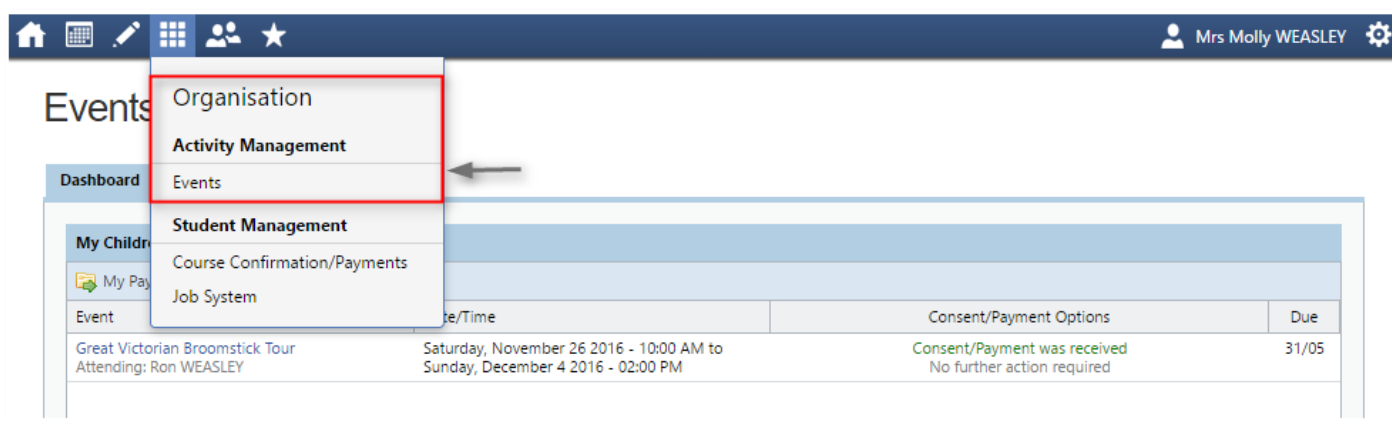 Mrs Molly WEASLEY
Events
Organisation
Activity Management
Events
Student Management
Course Confirmation/Payments
Job System
Dashboard
My Childre
My Pay
Event
te/Time
Consent/Payment Options
Due
Great Victorian Broomstick Tour
Attending: Ron WEASLEY
Saturday, November 26 2016 - 10:00 AM to
Sunday, December 4 2016 - 02:00 PM
Consent/Payment was received
No further action required
31/05